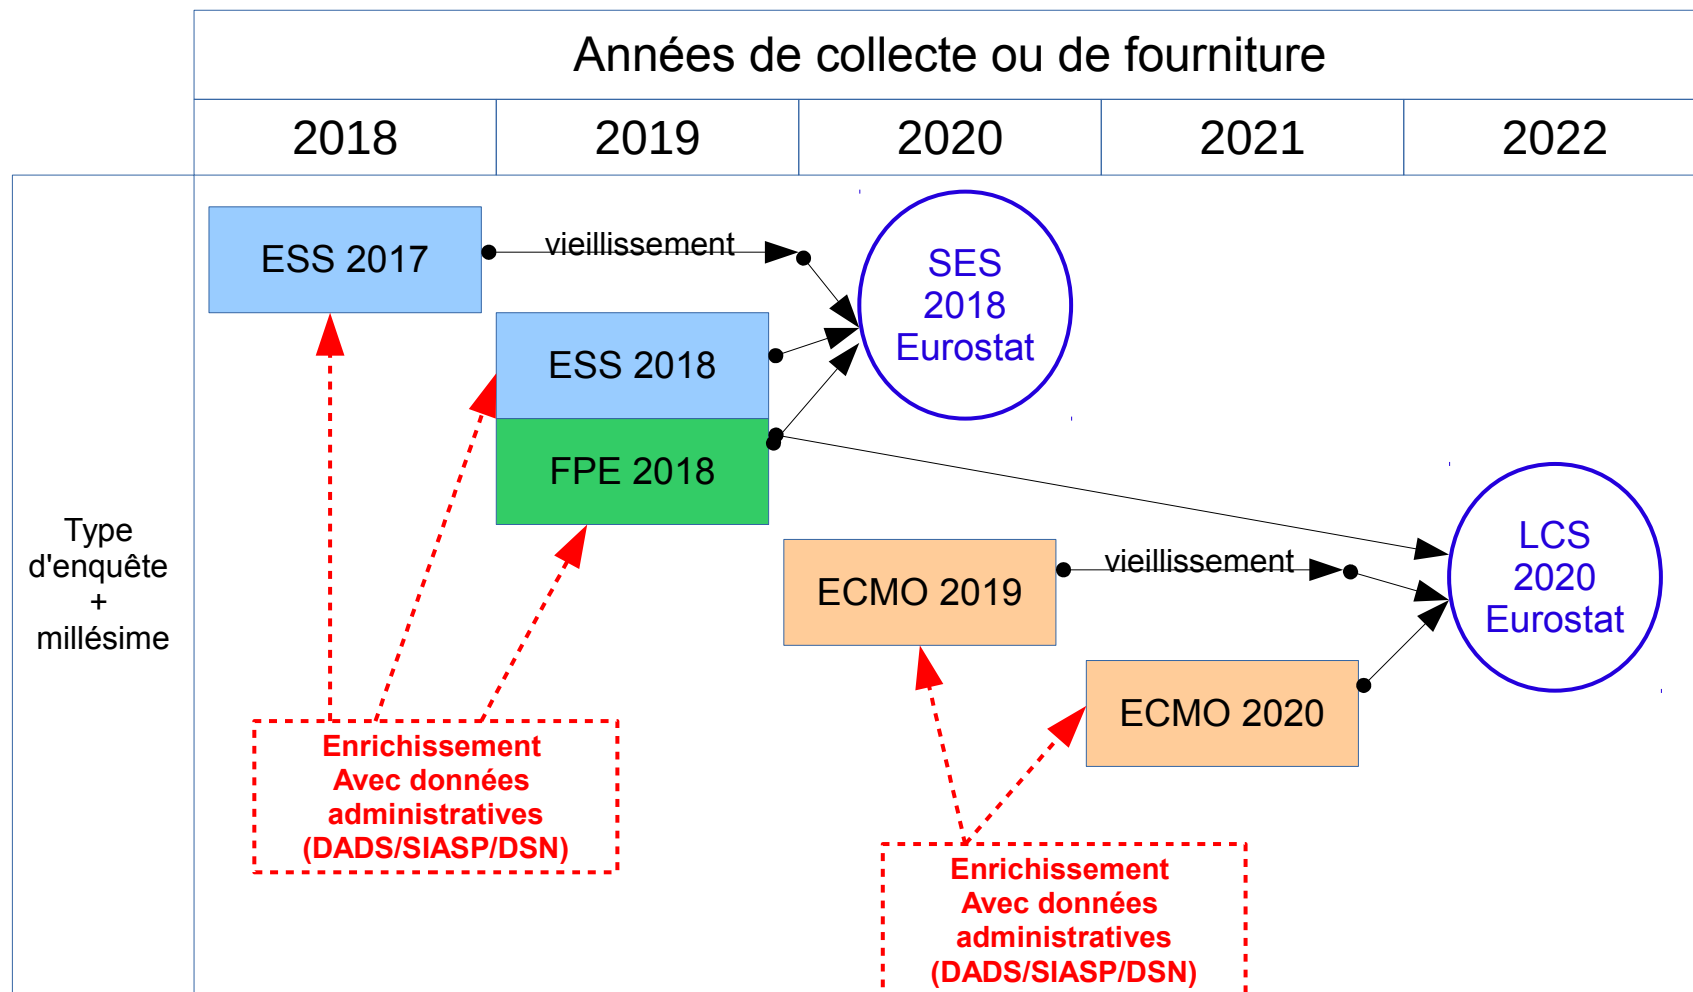 Années de collecte ou de fourniture
2018 2019 2020 2021 2022
Type
d'enquête
+
millésime
ESS 2017
vieillissement
SES
2018
Eurostat
ESS 2018
FPE 2018
ECMO 2019
vieillissement
LCS
2020
Eurostat
ECMO 2020
Enrichissement
Avec données
administratives
(DADS/SIASP/DSN)
Enrichissement
Avec données
administratives
(DADS/SIASP/DSN)